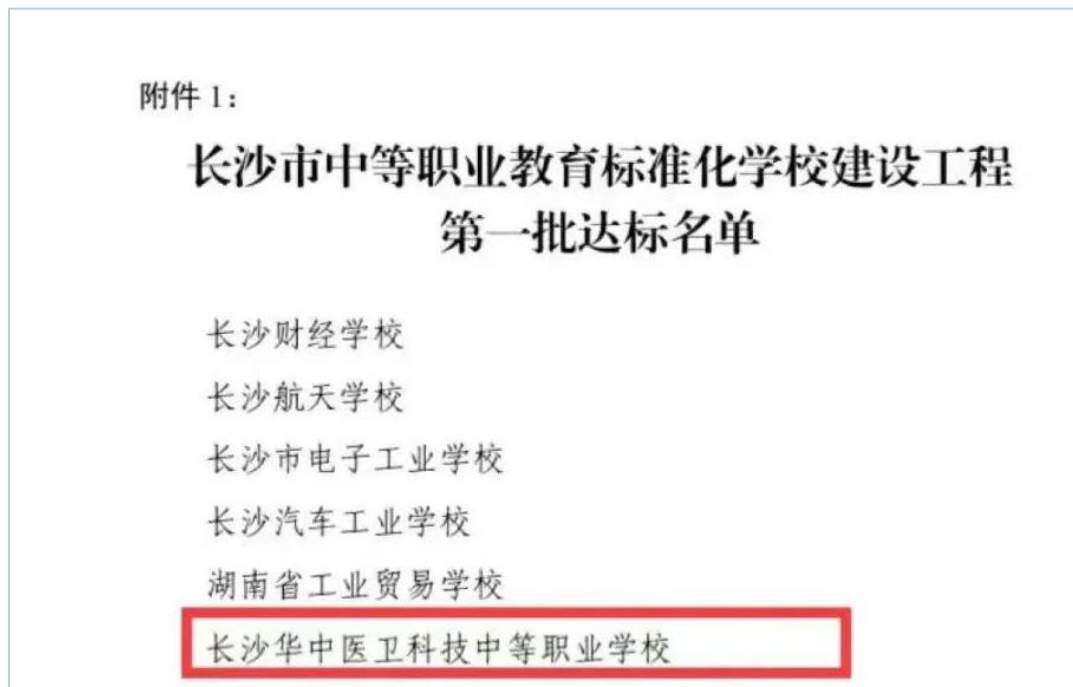 附件 1：
长沙市中等职业教育标准化学校建设工程
第一批达标名单
长沙财经学校
长沙航天学校
长沙市电子工业学校
长沙汽车工业学校
湖南省工业贸易学校
长沙华中医卫科技中等职业学校